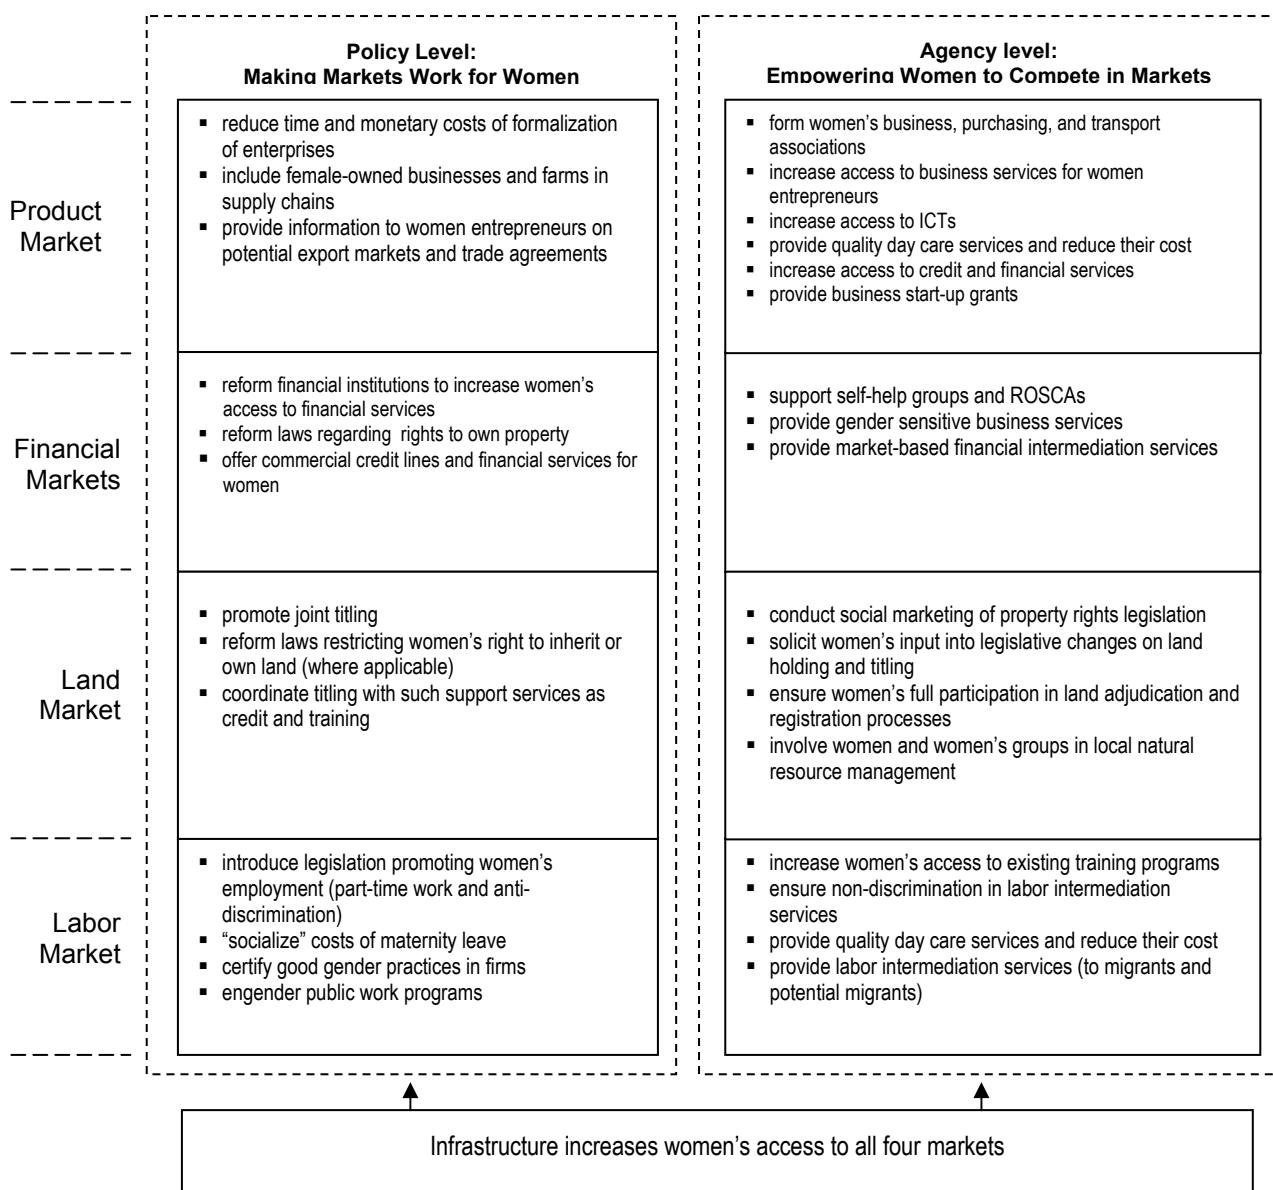 Policy Level:
Making Markets Work for Women
Agency level:
Empowering Women to Compete in Markets
Product
Market
▪ reduce time and monetary costs of formalization
of enterprises
▪ include female-owned businesses and farms in
supply chains
▪ provide information to women entrepreneurs on
potential export markets and trade agreements
▪ form women’s business, purchasing, and transport
associations
▪ increase access to business services for women
entrepreneurs
▪ increase access to ICTs
▪ provide quality day care services and reduce their cost
▪ increase access to credit and financial services
▪ provide business start-up grants
Financial
Markets
▪ reform financial institutions to increase women’s
access to financial services
▪ reform laws regarding rights to own property
▪ offer commercial credit lines and financial services for
women
▪ support self-help groups and ROSCAs
▪ provide gender sensitive business services
▪ provide market-based financial intermediation services
Land
Market
▪ promote joint titling
▪ reform laws restricting women’s right to inherit or
own land (where applicable)
▪ coordinate titling with such support services as
credit and training
▪ conduct social marketing of property rights legislation
▪ solicit women’s input into legislative changes on land
holding and titling
▪ ensure women’s full participation in land adjudication and
registration processes
▪ involve women and women’s groups in local natural
resource management
Labor
Market
▪ introduce legislation promoting women’s
employment (part-time work and anti-
discrimination)
▪ “socialize” costs of maternity leave
▪ certify good gender practices in firms
▪ engender public work programs
▪ increase women’s access to existing training programs
▪ ensure non-discrimination in labor intermediation
services
▪ provide quality day care services and reduce their cost
▪ provide labor intermediation services (to migrants and
potential migrants)
Infrastructure increases women’s access to all four markets